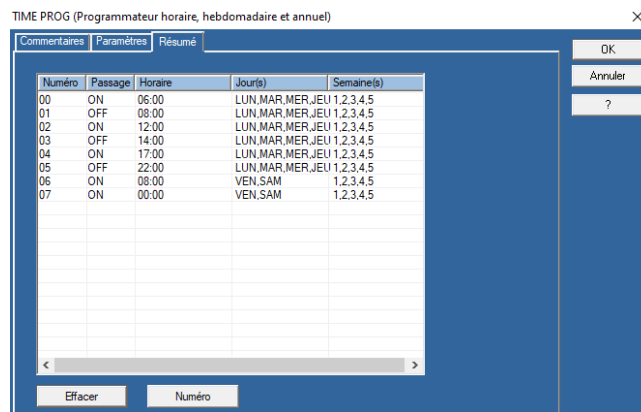 TIME PROG (Programmateur horaire, hebdomadaire et annuel)
Commentaires Paramètres Résumé
OK
Annuler
?
Numéro Passage Horaire Jour(s) Semaine(s)
00 ON 06:00 LUN,MAR,MER,JEU 1,2,3,4,5
01 OFF 08:00 LUN,MAR,MER,JEU 1,2,3,4,5
02 ON 12:00 LUN,MAR,MER,JEU 1,2,3,4,5
03 OFF 14:00 LUN,MAR,MER,JEU 1,2,3,4,5
04 ON 17:00 LUN,MAR,MER,JEU 1,2,3,4,5
05 OFF 22:00 LUN,MAR,MER,JEU 1,2,3,4,5
06 ON 08:00 VEN,SAM 1,2,3,4,5
07 ON 00:00 VEN,SAM 1,2,3,4,5
Effacer Numéro